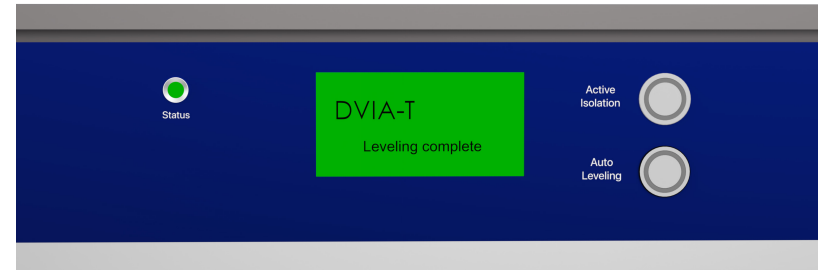 Status
DVIA-T
Leveling complete
Active
Isolation
Auto
Leveling